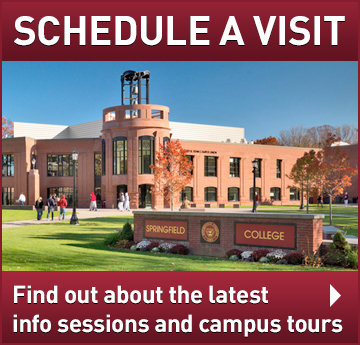 SCHEDULE A VISIT
SPRINGFIELD
COLLEGE
Find out about the latest
info sessions and campus tours